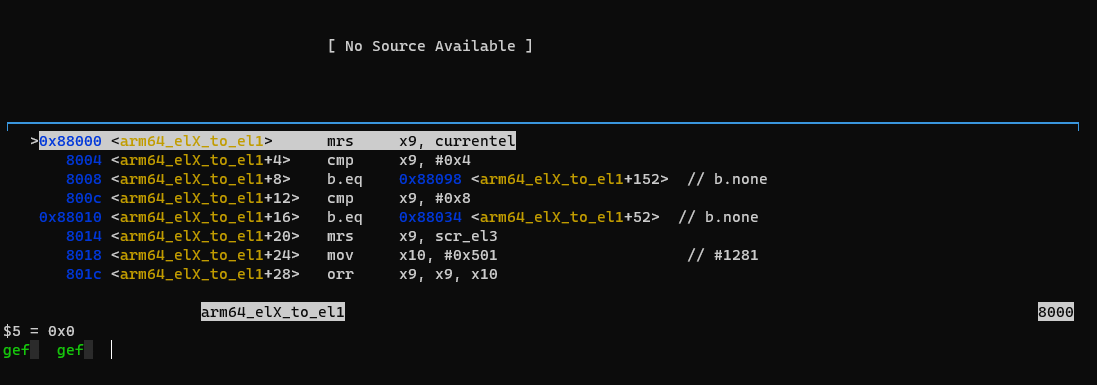 [ No Source Available ]
>0x88000 <arm64_elX_to_el1> mrs x9, currentel
8004 <arm64_elX_to_el1+4> cmp x9, #0x4
8008 <arm64_elX_to_el1+8> b.eq 0x88098 <arm64_elX_to_el1+152> // b.none
800c <arm64_elX_to_el1+12> cmp x9, #0x8
0x88010 <arm64_elX_to_el1+16> b.eq 0x88034 <arm64_elX_to_el1+52> // b.none
8014 <arm64_elX_to_el1+20> mrs x9, scr_el3
8018 <arm64_elX_to_el1+24> mov x10, #0x501 // #1281
801c <arm64_elX_to_el1+28> orr x9, x9, x10
arm64_elX_to_el1 8000
$5 = 0x0
gef gef